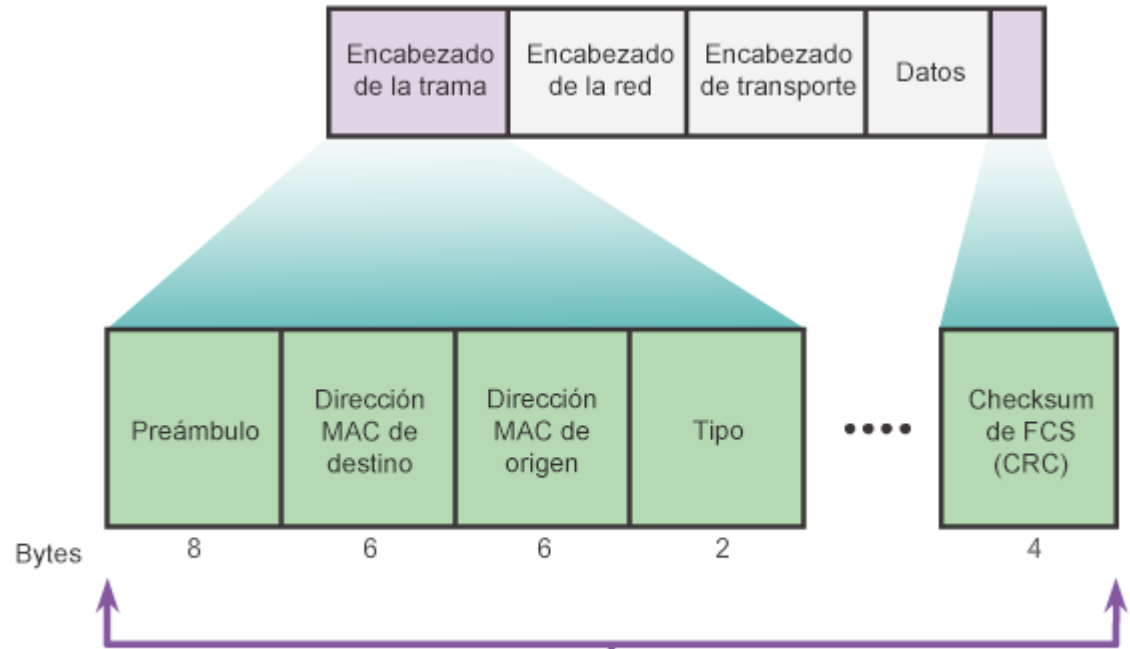 Encabezado
de la trama
Encabezado
de la red
Encabezado
de transporte
Datos
Preámbulo
Dirección
MAC de
destino
Dirección
MAC de
origen
Tipo
Checksum
de FCS
(CRC)
Bytes 8 6 6 2 4